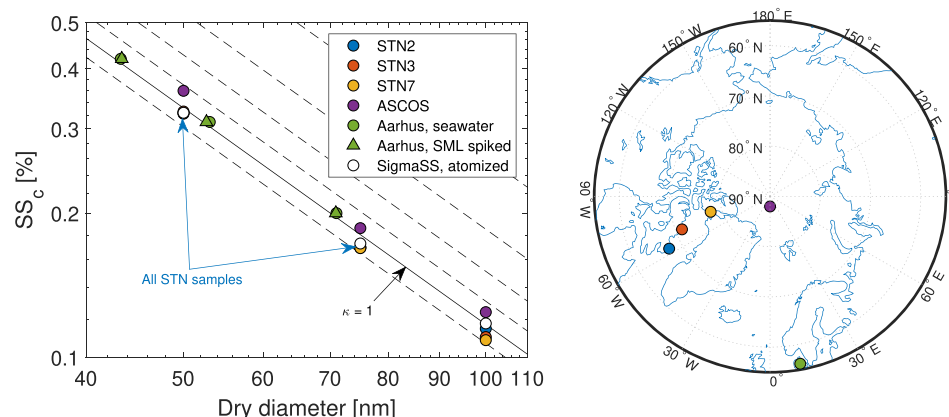 0.5
0.4
0.3
0.2
0.1
SSc [%]
40
50
60
70
80
90
100
110
Dry diameter [nm]
STN2
STN3
STN7
ASCOS
Aarhus, seawater
Aarhus, SML spiked
SigmaSS, atomized
All STN samples
κ = 1
180° E
150° W
120° W
90° W
60° W
30° W
0°
30° E
60° E
120° E
150° E
60° N
70° N
80° N
90° N